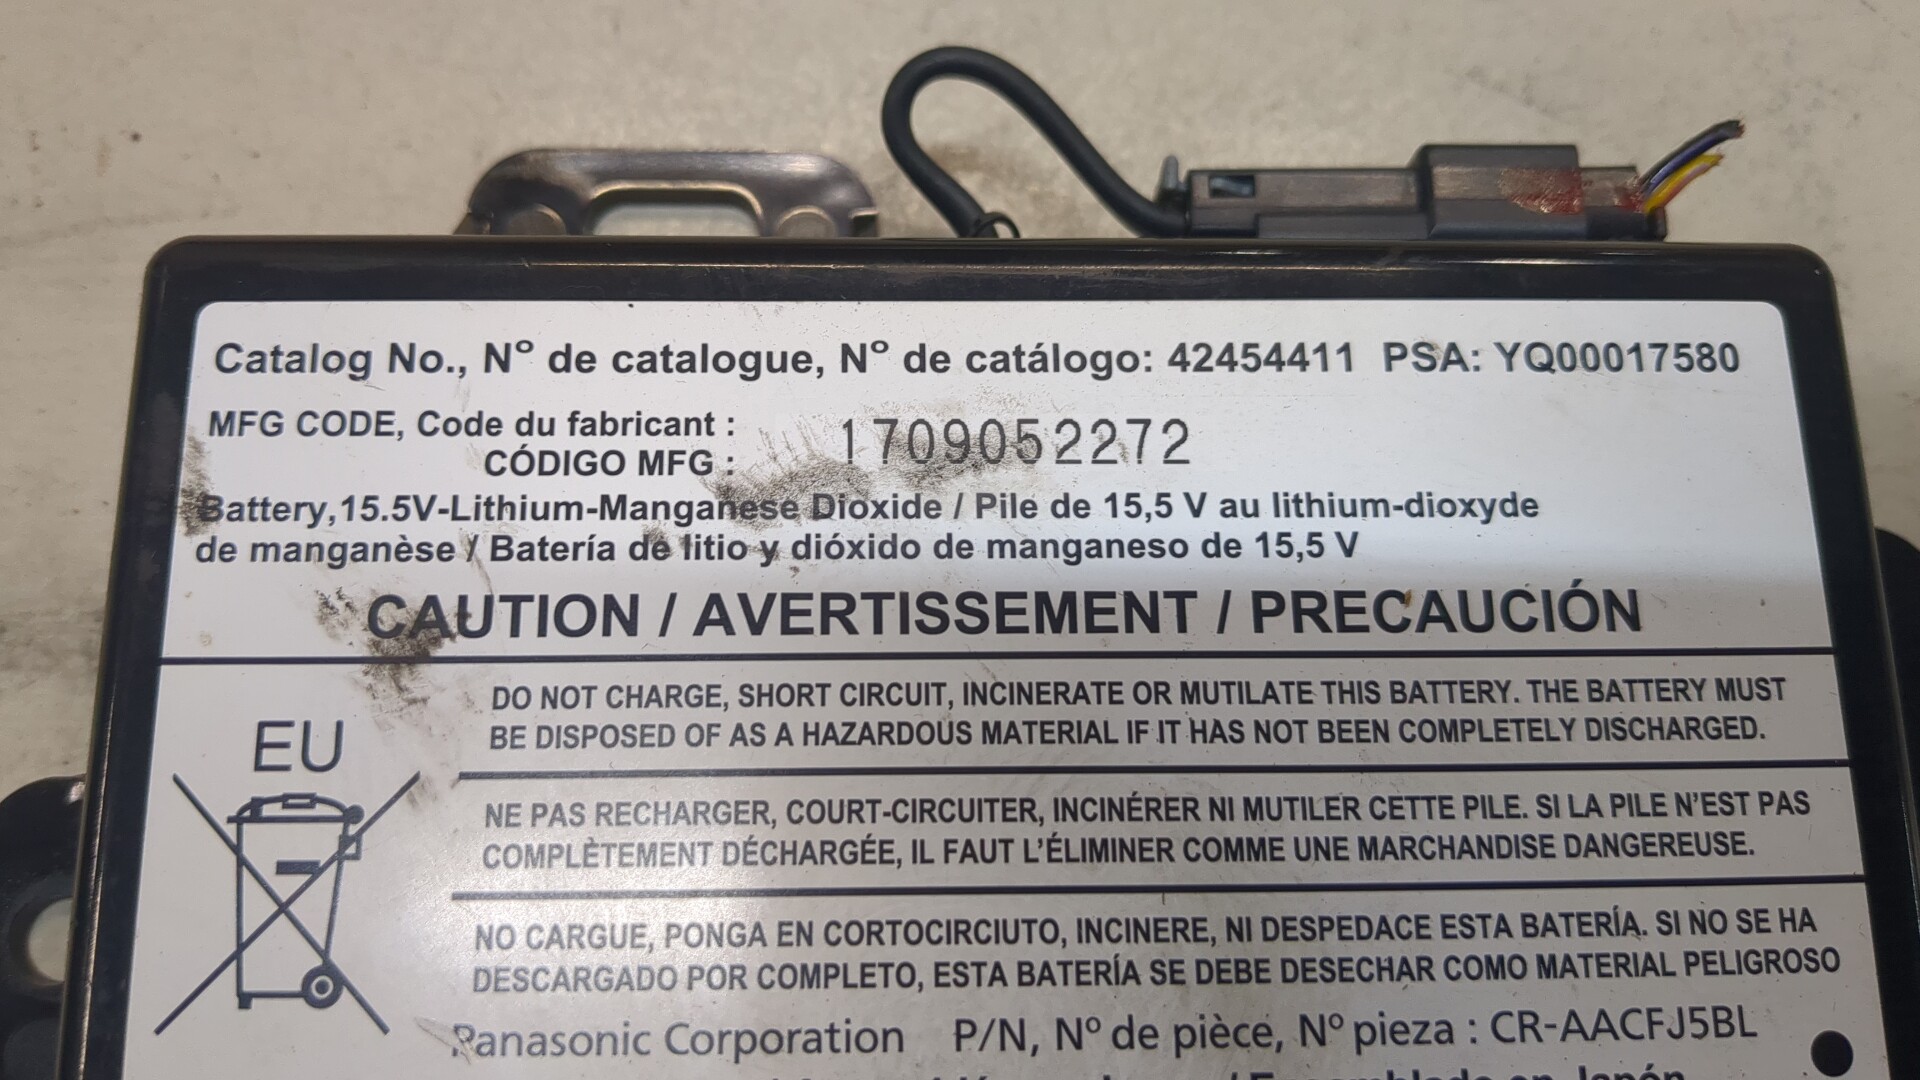 Catalog No., Nº de catalogue, Nº de catálogo: 42454411 PSA: YQ00017580
MFG CODE, Code du fabricant :
CÓDIGO MFG :
1709052272
Battery,15.5V-Lithium-Manganese Dioxide / Pile de 15,5 V au lithium-dioxyde
de manganèse / Batería de litio y dióxido de manganeso de 15,5 V
CAUTION / AVERTISSEMENT / PRECAUCIÓN
DO NOT CHARGE, SHORT CIRCUIT, INCINERATE OR MUTILATE THIS BATTERY. THE BATTERY MUST
BE DISPOSED OF AS A HAZARDOUS MATERIAL IF IT HAS NOT BEEN COMPLETELY DISCHARGED.
EU
NE PAS RECHARGER, COURT-CIRCUITER, INCINÉRER NI MUTILER CETTE PILE. SI LA PILE N'EST PAS
COMPLÈTEMENT DÉCHARGÉE, IL FAUT L'ÉLIMINER COMME UNE MARCHANDISE DANGEREUSE.
NO CARGUE, PONGA EN CORTOCIRCIUTO, INCINERE, NI DESPEDACE ESTA BATERÍA. SI NO SE HA
DESCARGADO POR COMPLETO, ESTA BATERÍA SE DEBE DESECHAR COMO MATERIAL PELIGROSO
Panasonic Corporation P/N, Nº de pièce, Nº pieza : CR-AACFJ5BL
en Japón